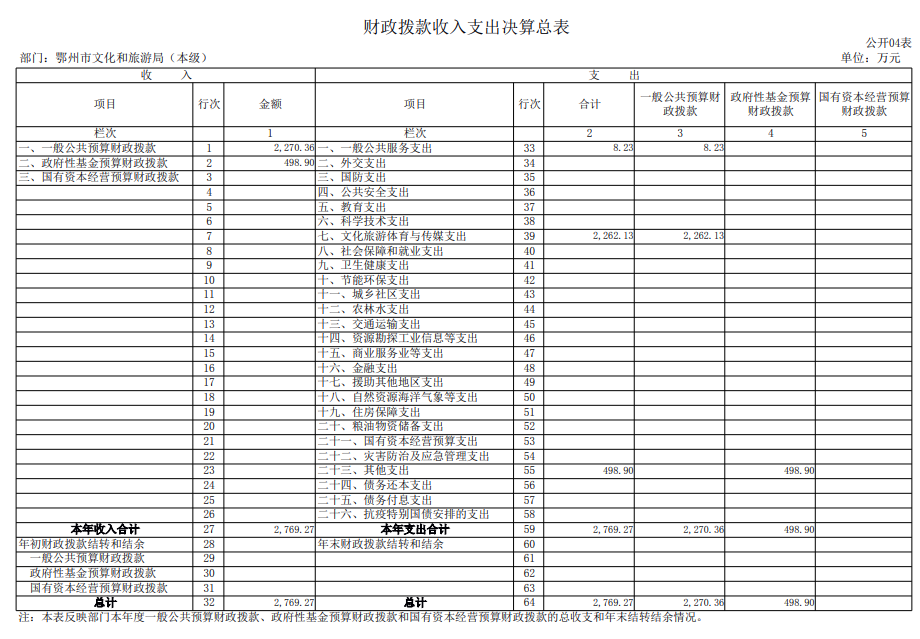 财政拨款收入支出决算总表
公开04表
部门：鄂州市文化和旅游局（本级） 单位：万元
收 入 支 出
项目 行次 金额 项目 行次 合计 一般公共预算财政拨款 政府性基金预算财政拨款 国有资本经营预算财政拨款
栏次 1 栏次 2 3 4 5
一、一般公共预算财政拨款 1 2,270.36 一、一般公共服务支出 33 8.23 8.23
二、政府性基金预算财政拨款 2 498.90 二、外交支出 34
三、国有资本经营预算财政拨款 3 三、国防支出 35
4 四、公共安全支出 36
5 五、教育支出 37
6 六、科学技术支出 38
7 七、文化旅游体育与传媒支出 39 2,262.13 2,262.13
8 八、社会保障和就业支出 40
9 九、卫生健康支出 41
10 十、节能环保支出 42
11 十一、城乡社区支出 43
12 十二、农林水支出 44
13 十三、交通运输支出 45
14 十四、资源勘探工业信息等支出 46
15 十五、商业服务业等支出 47
16 十六、金融支出 48
17 十七、援助其他地区支出 49
18 十八、自然资源海洋气象等支出 50
19 十九、住房保障支出 51
20 二十、粮油物资储备支出 52
21 二十一、国有资本经营预算支出 53
22 二十二、灾害防治及应急管理支出 54
23 二十三、其他支出 55 498.90 498.90
24 二十四、债务还本支出 56
25 二十五、债务付息支出 57
26 二十六、抗疫特别国债安排的支出 58
本年收入合计 27 2,769.27 本年支出合计 59 2,769.27 2,270.36 498.90
年初财政拨款结转和结余 28 年末财政拨款结转和结余 60
一般公共预算财政拨款 29 61
政府性基金预算财政拨款 30 62
国有资本经营预算财政拨款 31 63
总计 32 2,769.27 总计 64 2,769.27 2,270.36 498.90
注：本表反映部门本年度一般公共预算财政拨款、政府性基金预算财政拨款和国有资本经营预算财政拨款的总收支和年末结转结余情况。